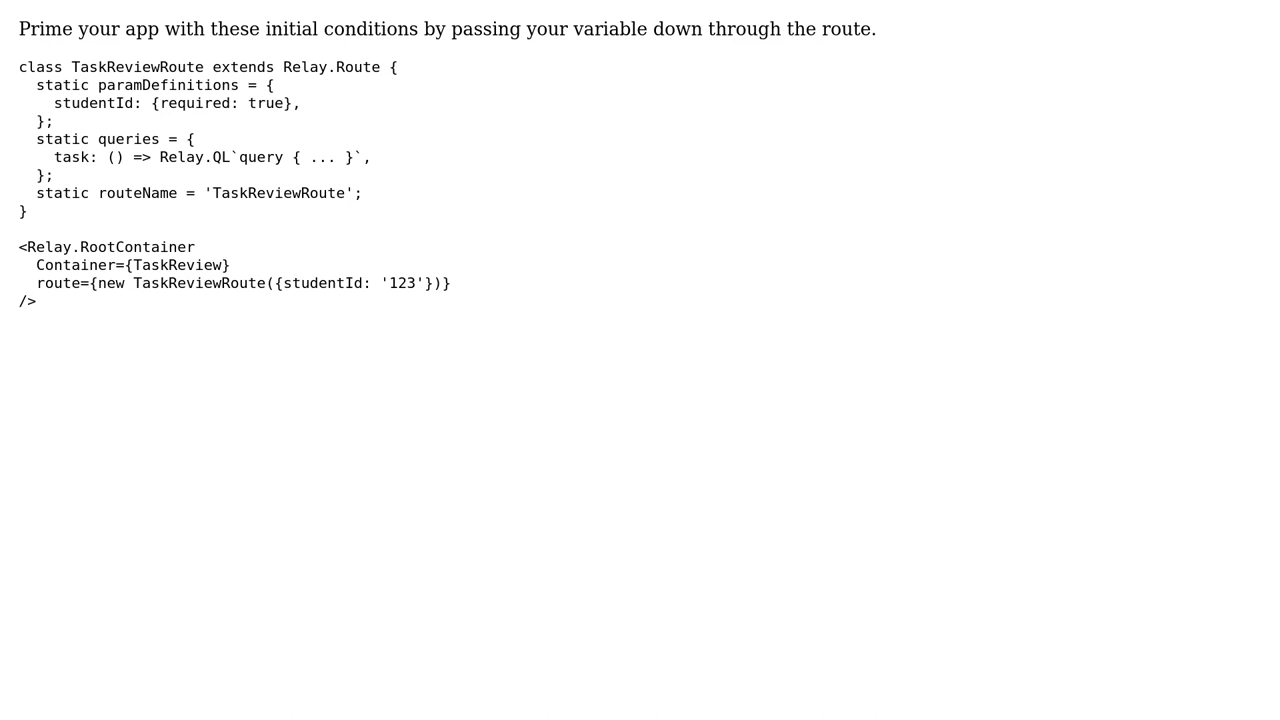 Prime your app with these initial conditions by passing your variable down through the route.
class TaskReviewRoute extends Relay.Route {
  static paramDefinitions = {
    studentId: {required: true},
  };
  static queries = {
    task: () => Relay.QL`query { ... }`,
  };
  static routeName = 'TaskReviewRoute';
}

<Relay.RootContainer
  Container={TaskReview}
  route={new TaskReviewRoute({studentId: '123'})}
/>